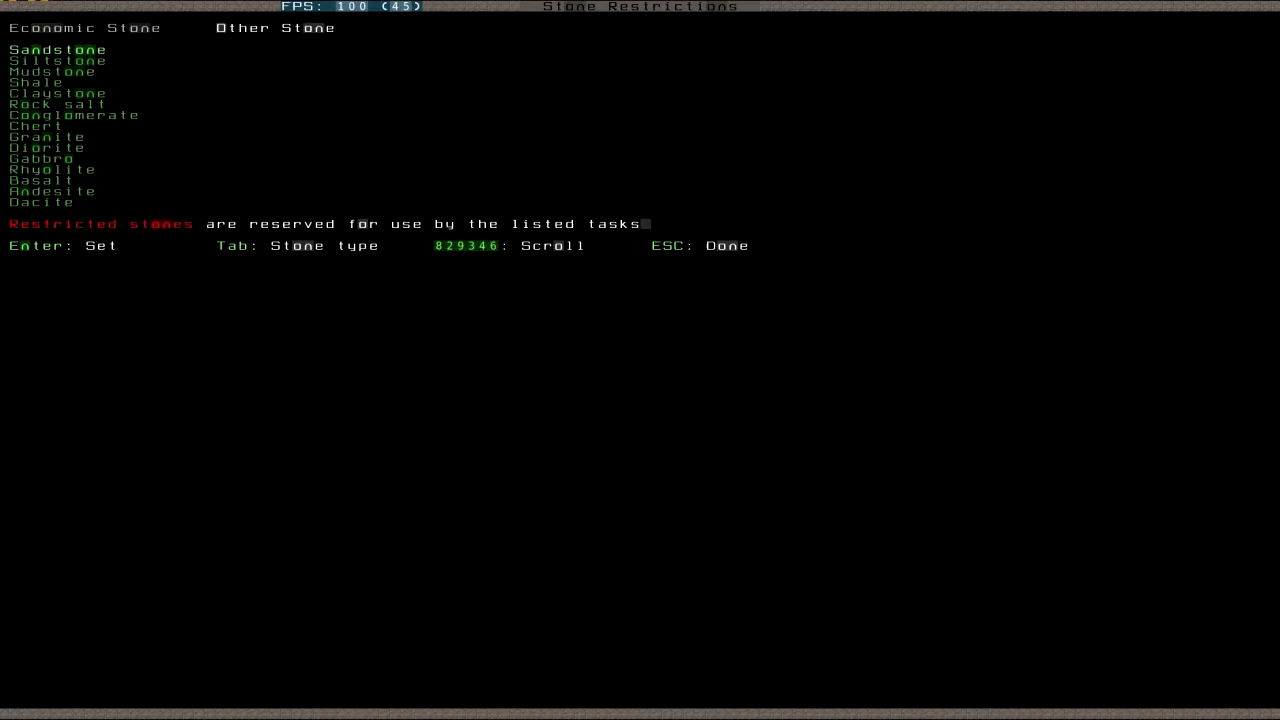 FPS: 100 (45) Stone Restrictions
Economic Stone Other Stone
Sandstone
Siltstone
Mudstone
Shale
Claystone
Rock salt
Conglomerate
Chert
Granite
Diorite
Gabbro
Rhyolite
Basalt
Andesite
Dacite
Restricted stones are reserved for use by the listed tasks
Enter: Set Tab: Stone type 829346: Scroll ESC: Done